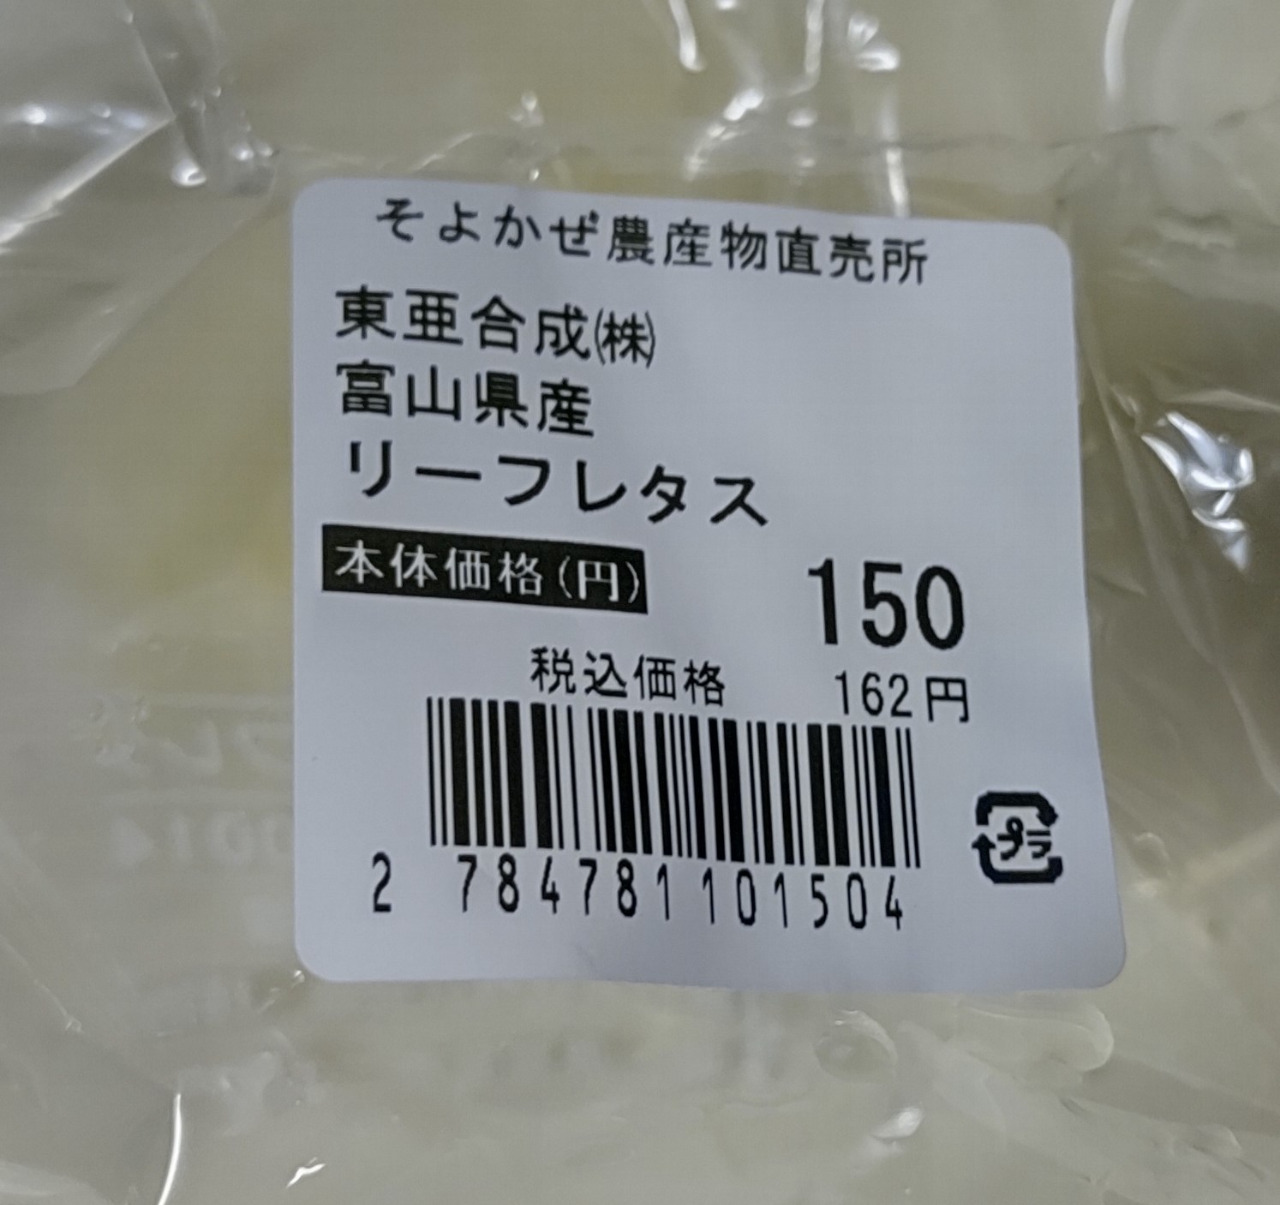 そよかぜ農産物直売所
東亜合成㈱
富山県産
リーフレタス
本体価格(円) 150
税込価格 162円
プラ
2 784781 101504